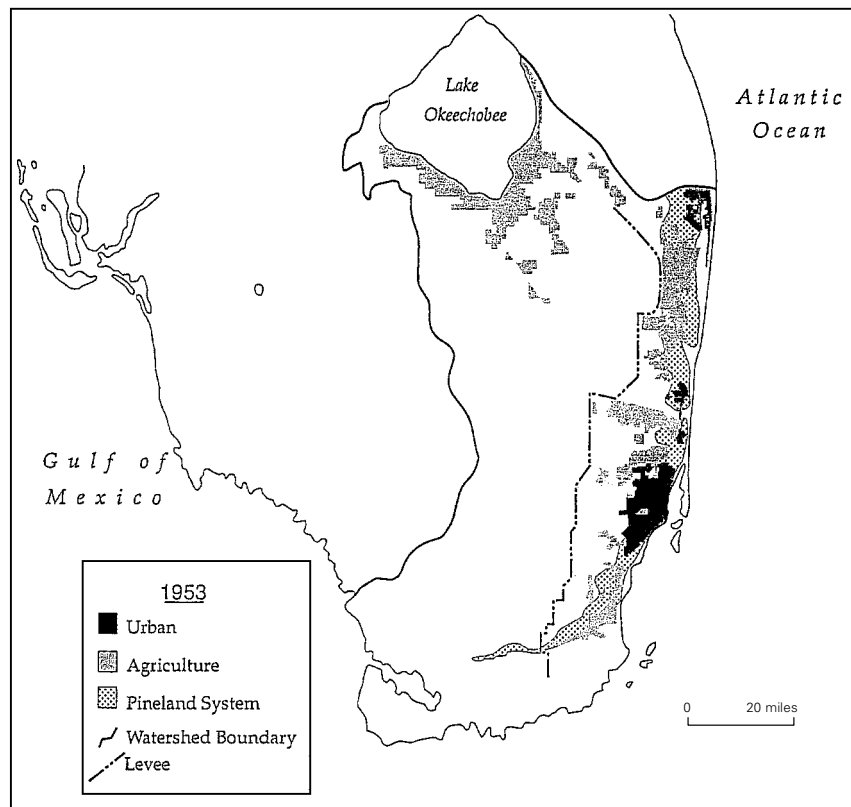 Lake
Okeechobee
Atlantic
Ocean
Gulf of
Mexico
1953
Urban
Agriculture
Pineland System
Watershed Boundary
Levee
0 20 miles